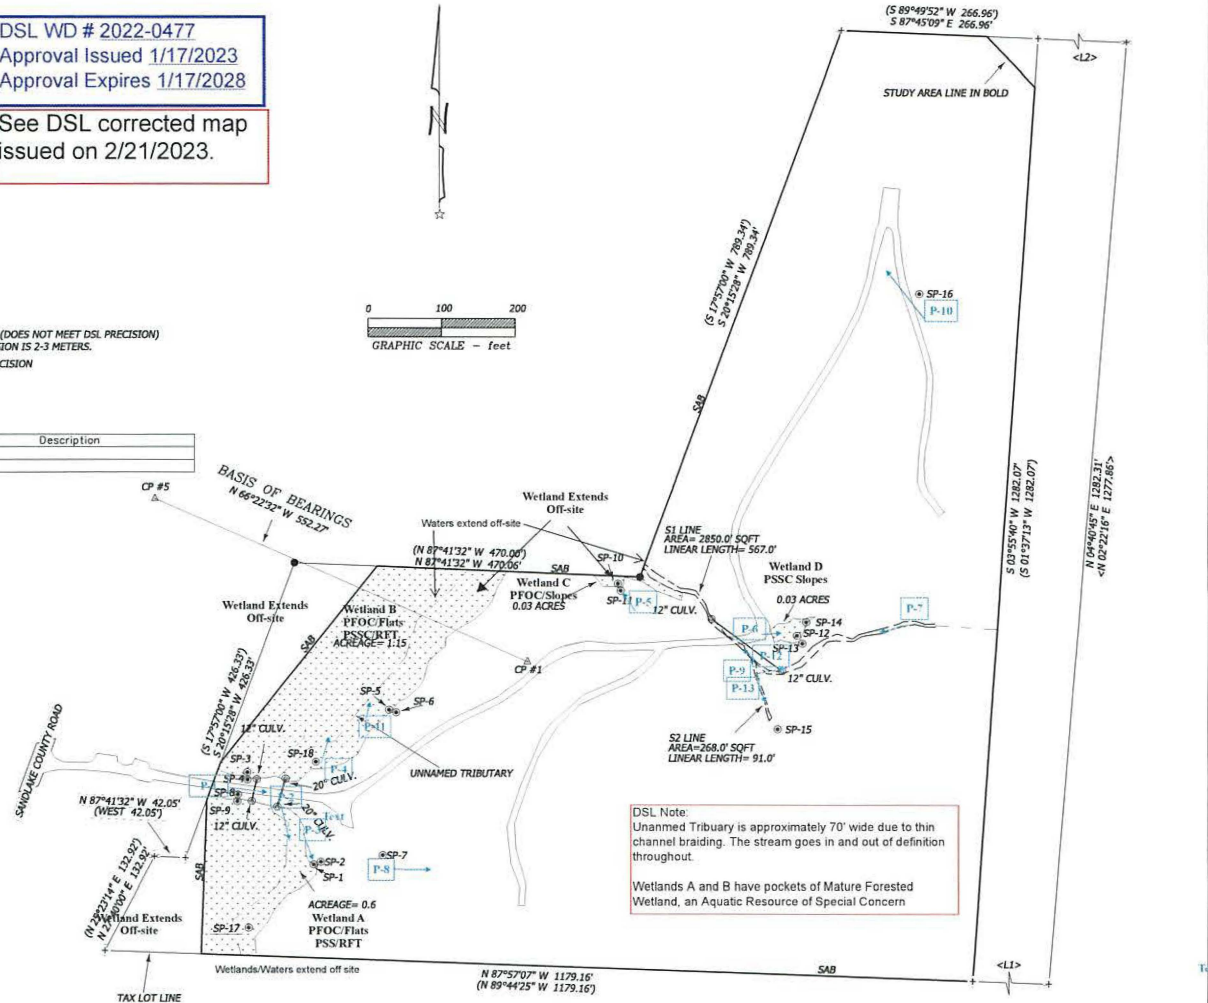 DSL WD # 2022-0477
Approval Issued 1/17/2023
Approval Expires 1/17/2028
See DSL corrected map
issued on 2/21/2023.
(S 89°49'52" W 266.96')
S 87°45'09" E 266.96'
<L2>
STUDY AREA LINE IN BOLD
N
0 100 200
GRAPHIC SCALE - feet
(DOES NOT MEET DSL PRECISION)
ION IS 2-3 METERS.
CISION
Description
(S 17°57'00" W 789.34')
S 20°15'28" W 789.34'
SAB
SP-16
P-10
CP #5
BASIS OF BEARINGS
N 66°22'32" W 552.27'
Wetland Extends
Off-site
Waters extend off-site
(N 87°41'32" W 470.06')
N 87°41'32" W 470.06'
SAB
SP-10
S1 LINE
AREA= 2850.0' SQFT
LINEAR LENGTH= 567.0'
Wetland C
PFOC/Slopes
0.03 ACRES
SP-11
P-5
12" CULV.
Wetland D
PSSC Slopes
0.03 ACRES
P-7
P-6
SP-14
SP-12
SP-13
P-12
P-9
P-13
12" CULV.
SP-15
S2 LINE
AREA=268.0' SQFT
LINEAR LENGTH= 91.0'
S 03°55'40" W 1282.07'
(S 01°37'13" W 1282.07')
N 04°40'45" E 1282.31'
<N 02°22'16" E 1277.86'>
Wetland Extends
Off-site
Wetland B
PFOC/Flats
PSSC/RFT
ACREAGE= 1.15
SAB
CP #1
(S 17°57'00" W 426.33')
S 20°15'28" W 426.33'
SP-5
SP-6
P-11
12" CULV.
SP-18
P-4
UNNAMED TRIBUTARY
SP-3
SP-4
20" CULV.
SANDLAKE COUNTY ROAD
SP-8
SP-9
12" CULV.
20" CULV.
Text
N 87°41'32" W 42.05'
(WEST 42.05')
SP-2
SP-1
SP-7
P-8
SAB
N 27°40'00" E 132.92'
Wetland Extends
Off-site
ACREAGE= 0.6
Wetland A
PFOC/Flats
PSS/RFT
SP-17
DSL Note:
Unanmed Tribuary is approximately 70' wide due to thin
channel braiding. The stream goes in and out of definition
throughout.
Wetlands A and B have pockets of Mature Forested
Wetland, an Aquatic Resource of Special Concern
Wetlands/Waters extend off site
N 87°57'07" W 1179.16'
(N 89°44'25" W 1179.16')
SAB
<L1>
TAX LOT LINE